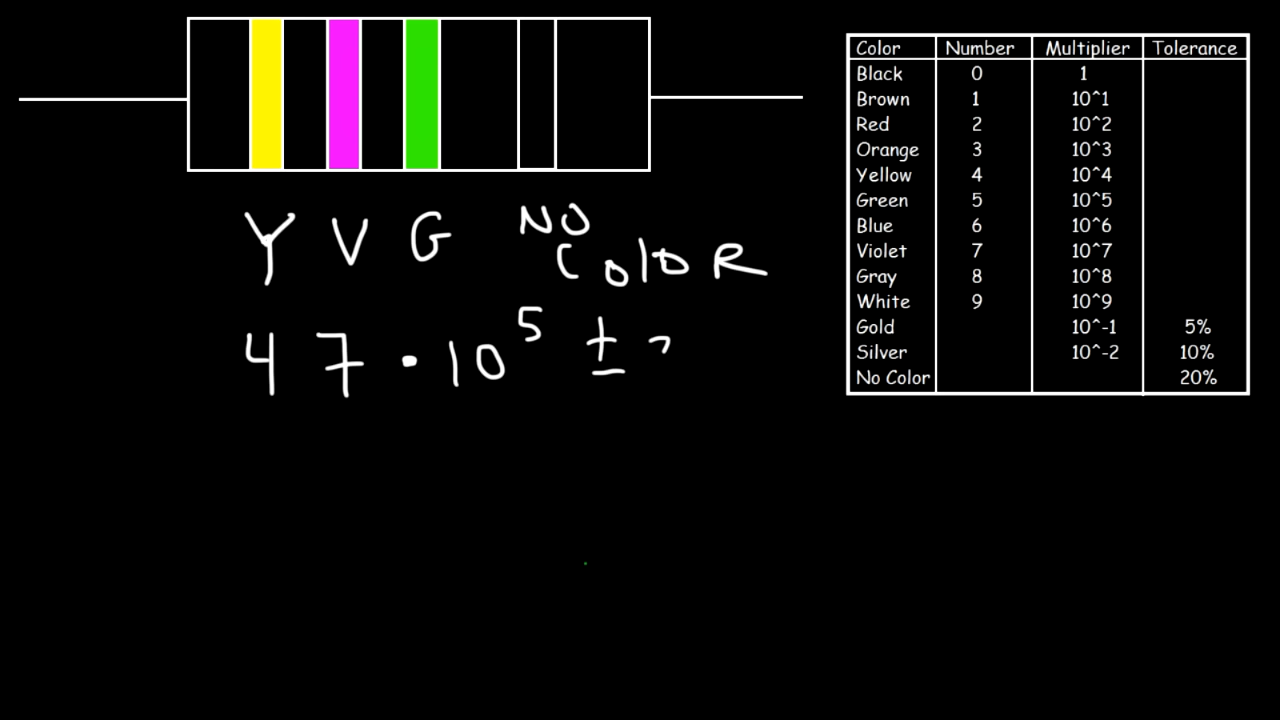 Y V G NO COLOR
4 7 · 10^5 ±
Color Number Multiplier Tolerance
Black 0 1
Brown 1 10^1
Red 2 10^2
Orange 3 10^3
Yellow 4 10^4
Green 5 10^5
Blue 6 10^6
Violet 7 10^7
Gray 8 10^8
White 9 10^9
Gold 10^-1 5%
Silver 10^-2 10%
No Color 20%